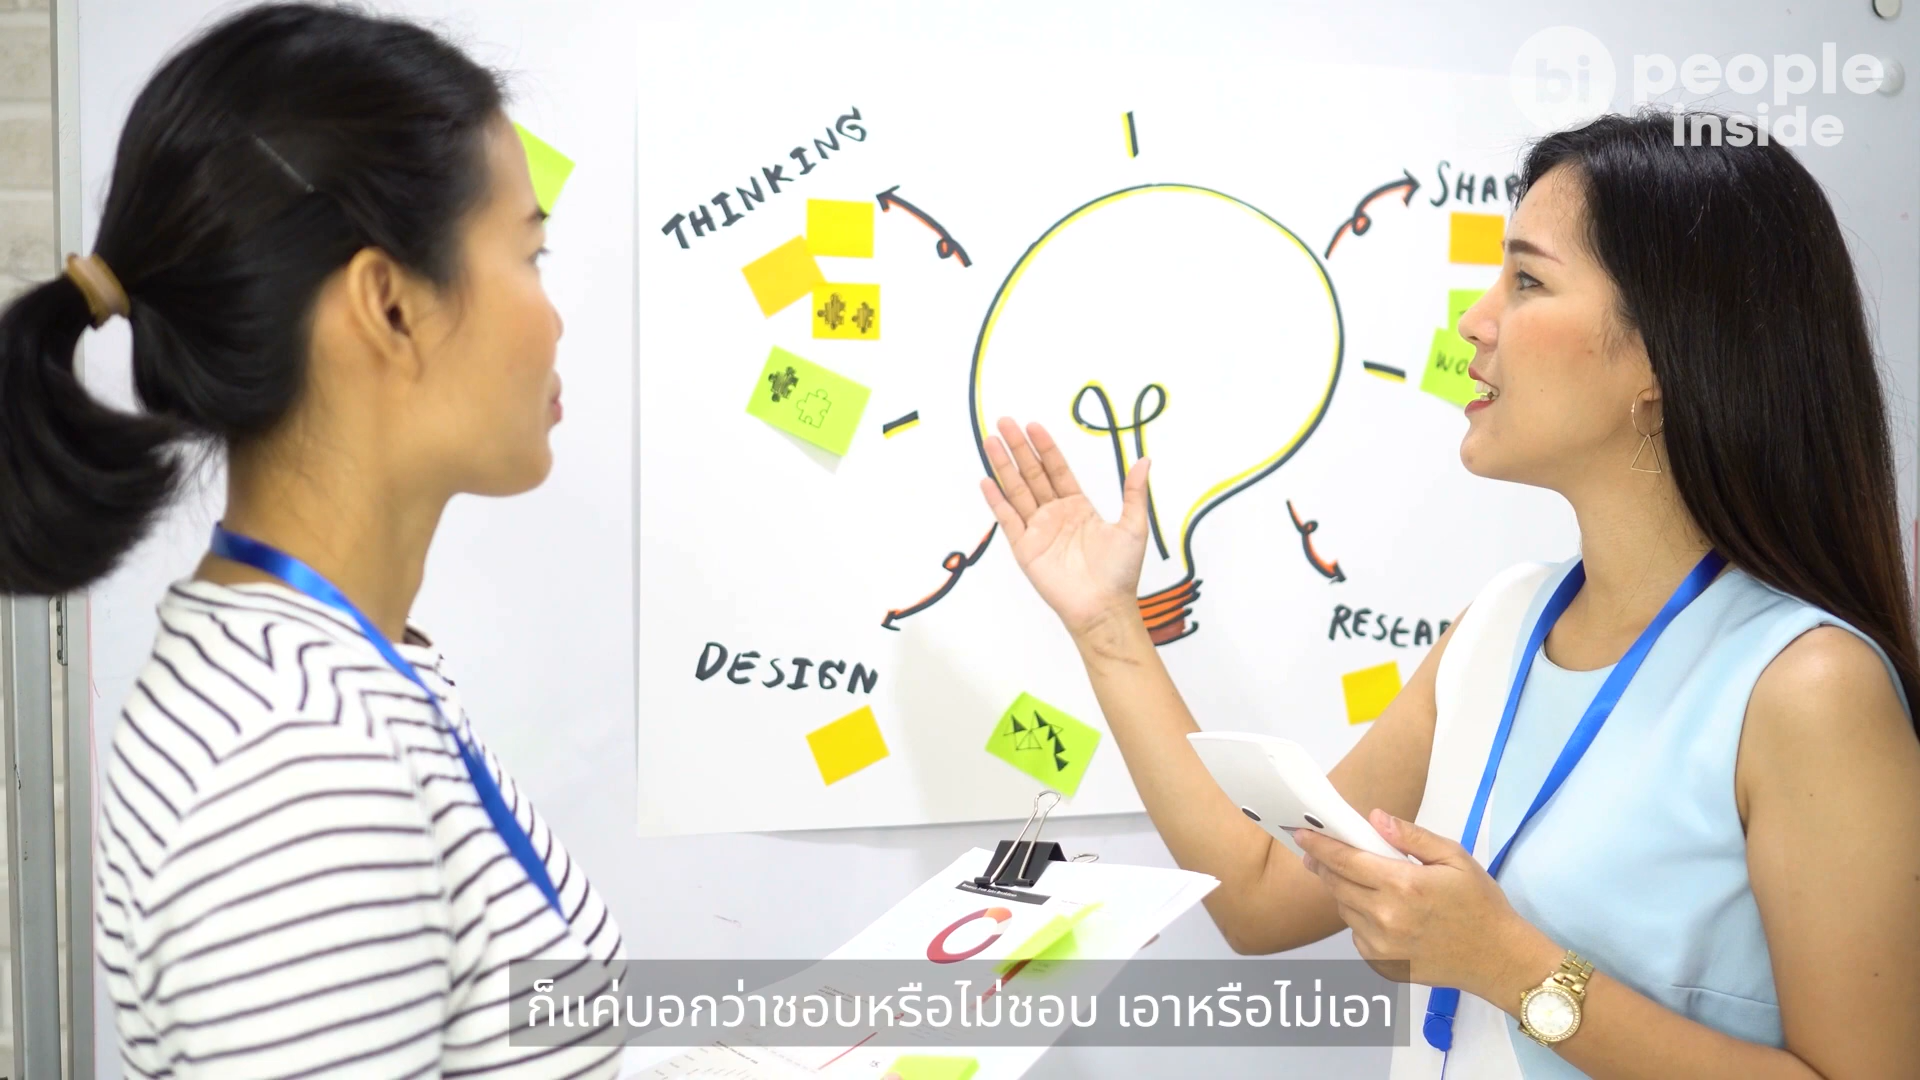 bi people
inside
THINKING
SHAR
WO
DESIGN
RESEAR
ก็แค่บอกว่าชอบหรือไม่ชอบ เอาหรือไม่เอา